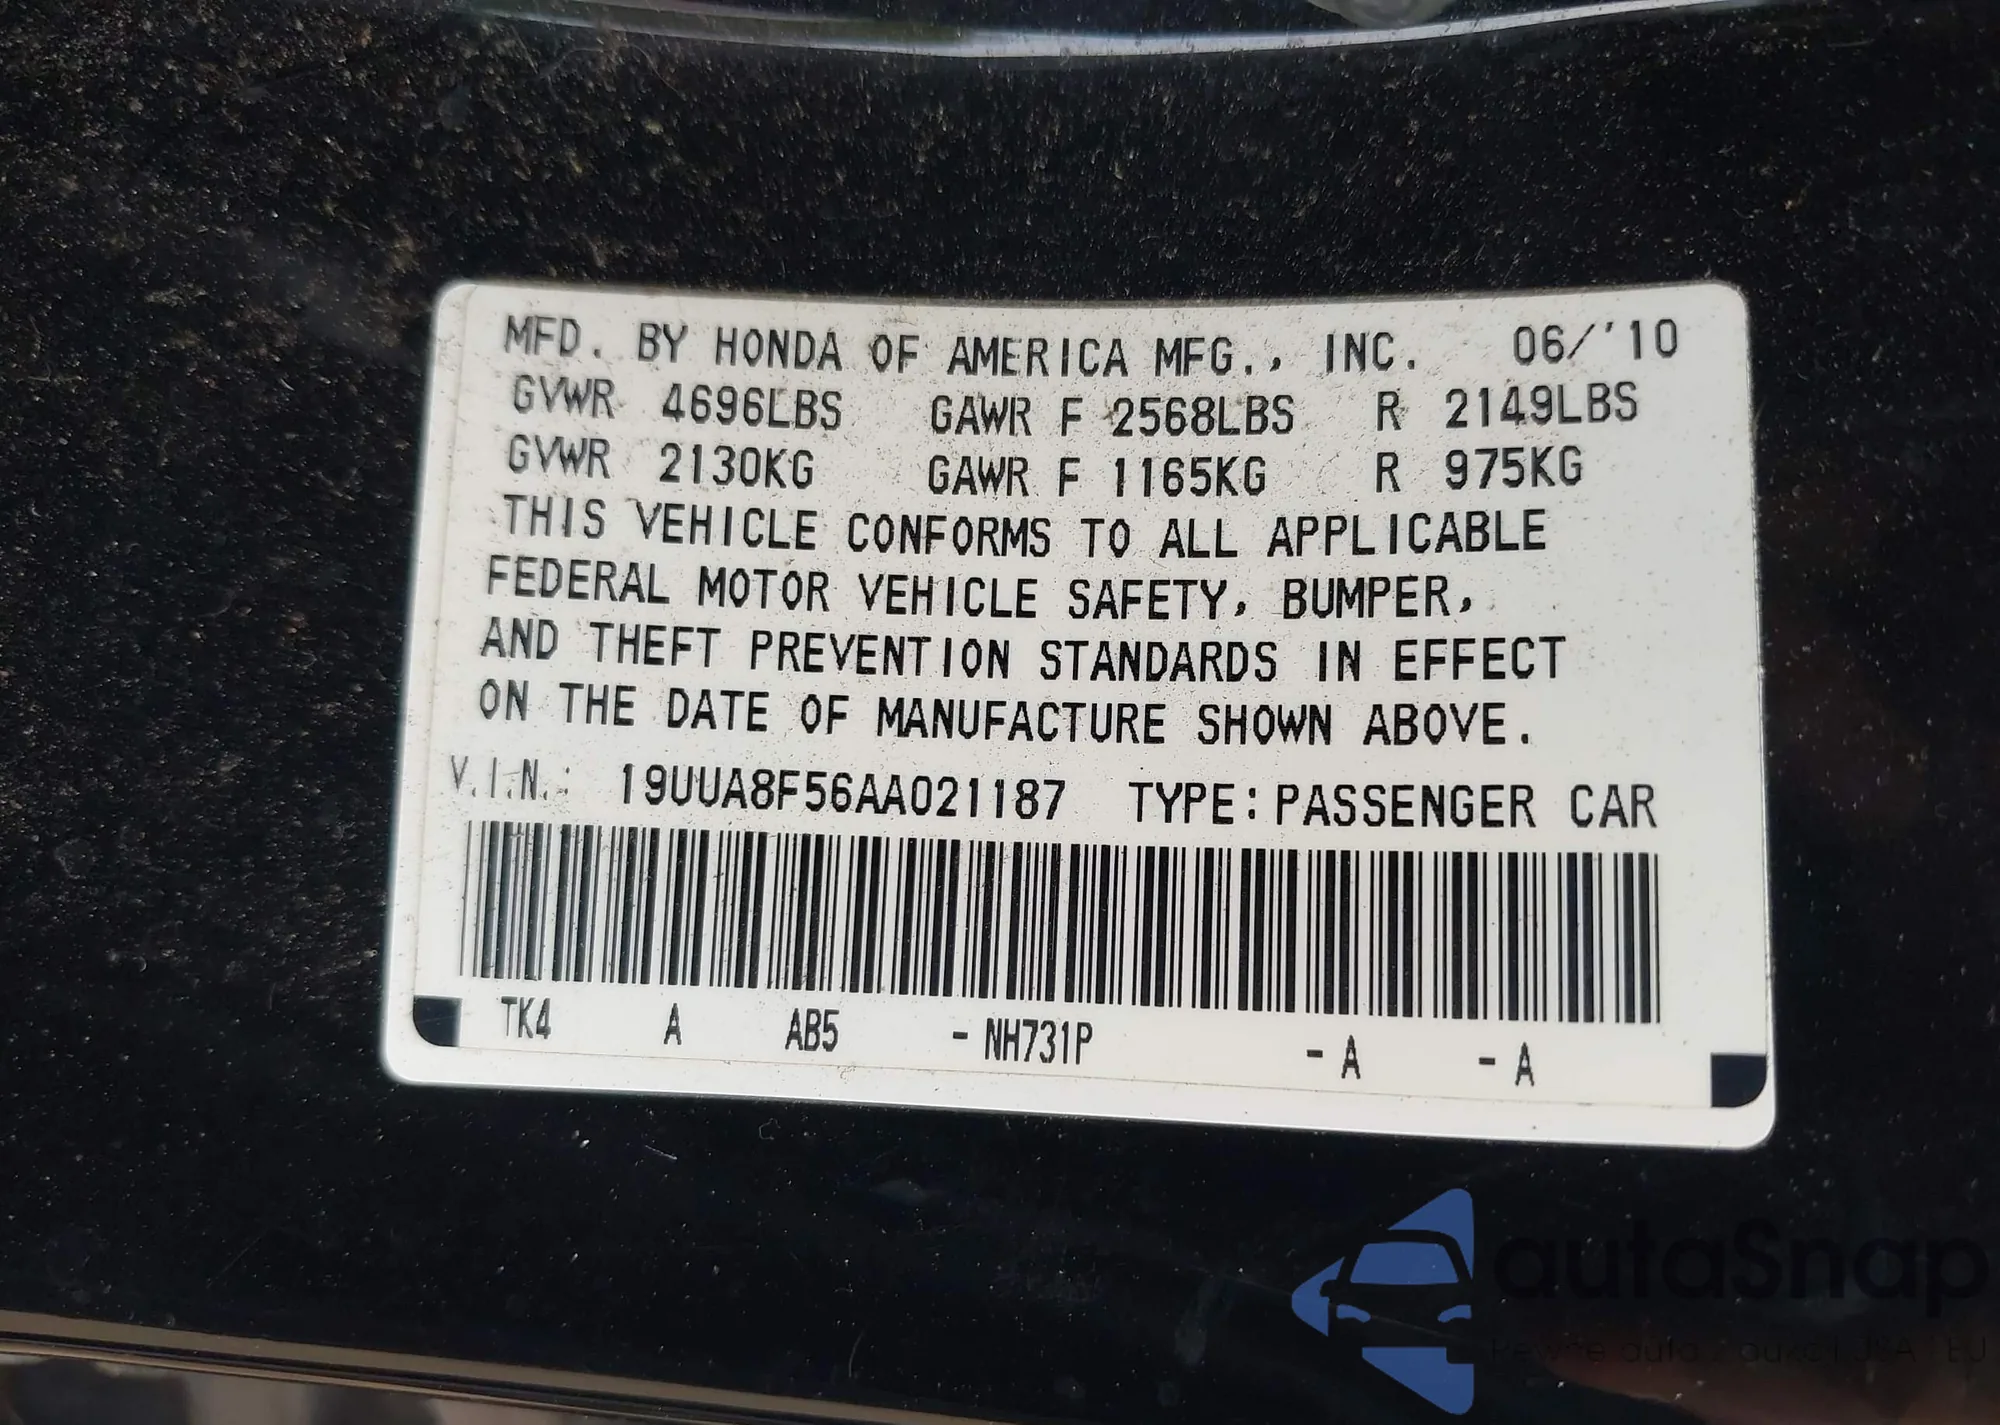 MFD. BY HONDA OF AMERICA MFG., INC. 06/'10
GVWR 4696LBS GAWR F 2568LBS R 2149LBS
GVWR 2130KG GAWR F 1165KG R 975KG
THIS VEHICLE CONFORMS TO ALL APPLICABLE
FEDERAL MOTOR VEHICLE SAFETY, BUMPER,
AND THEFT PREVENTION STANDARDS IN EFFECT
ON THE DATE OF MANUFACTURE SHOWN ABOVE.
V.I.N.: 19UUA8F56AA021187 TYPE: PASSENGER CAR
TK4 A AB5 -NH731P -A -A
autoSnap